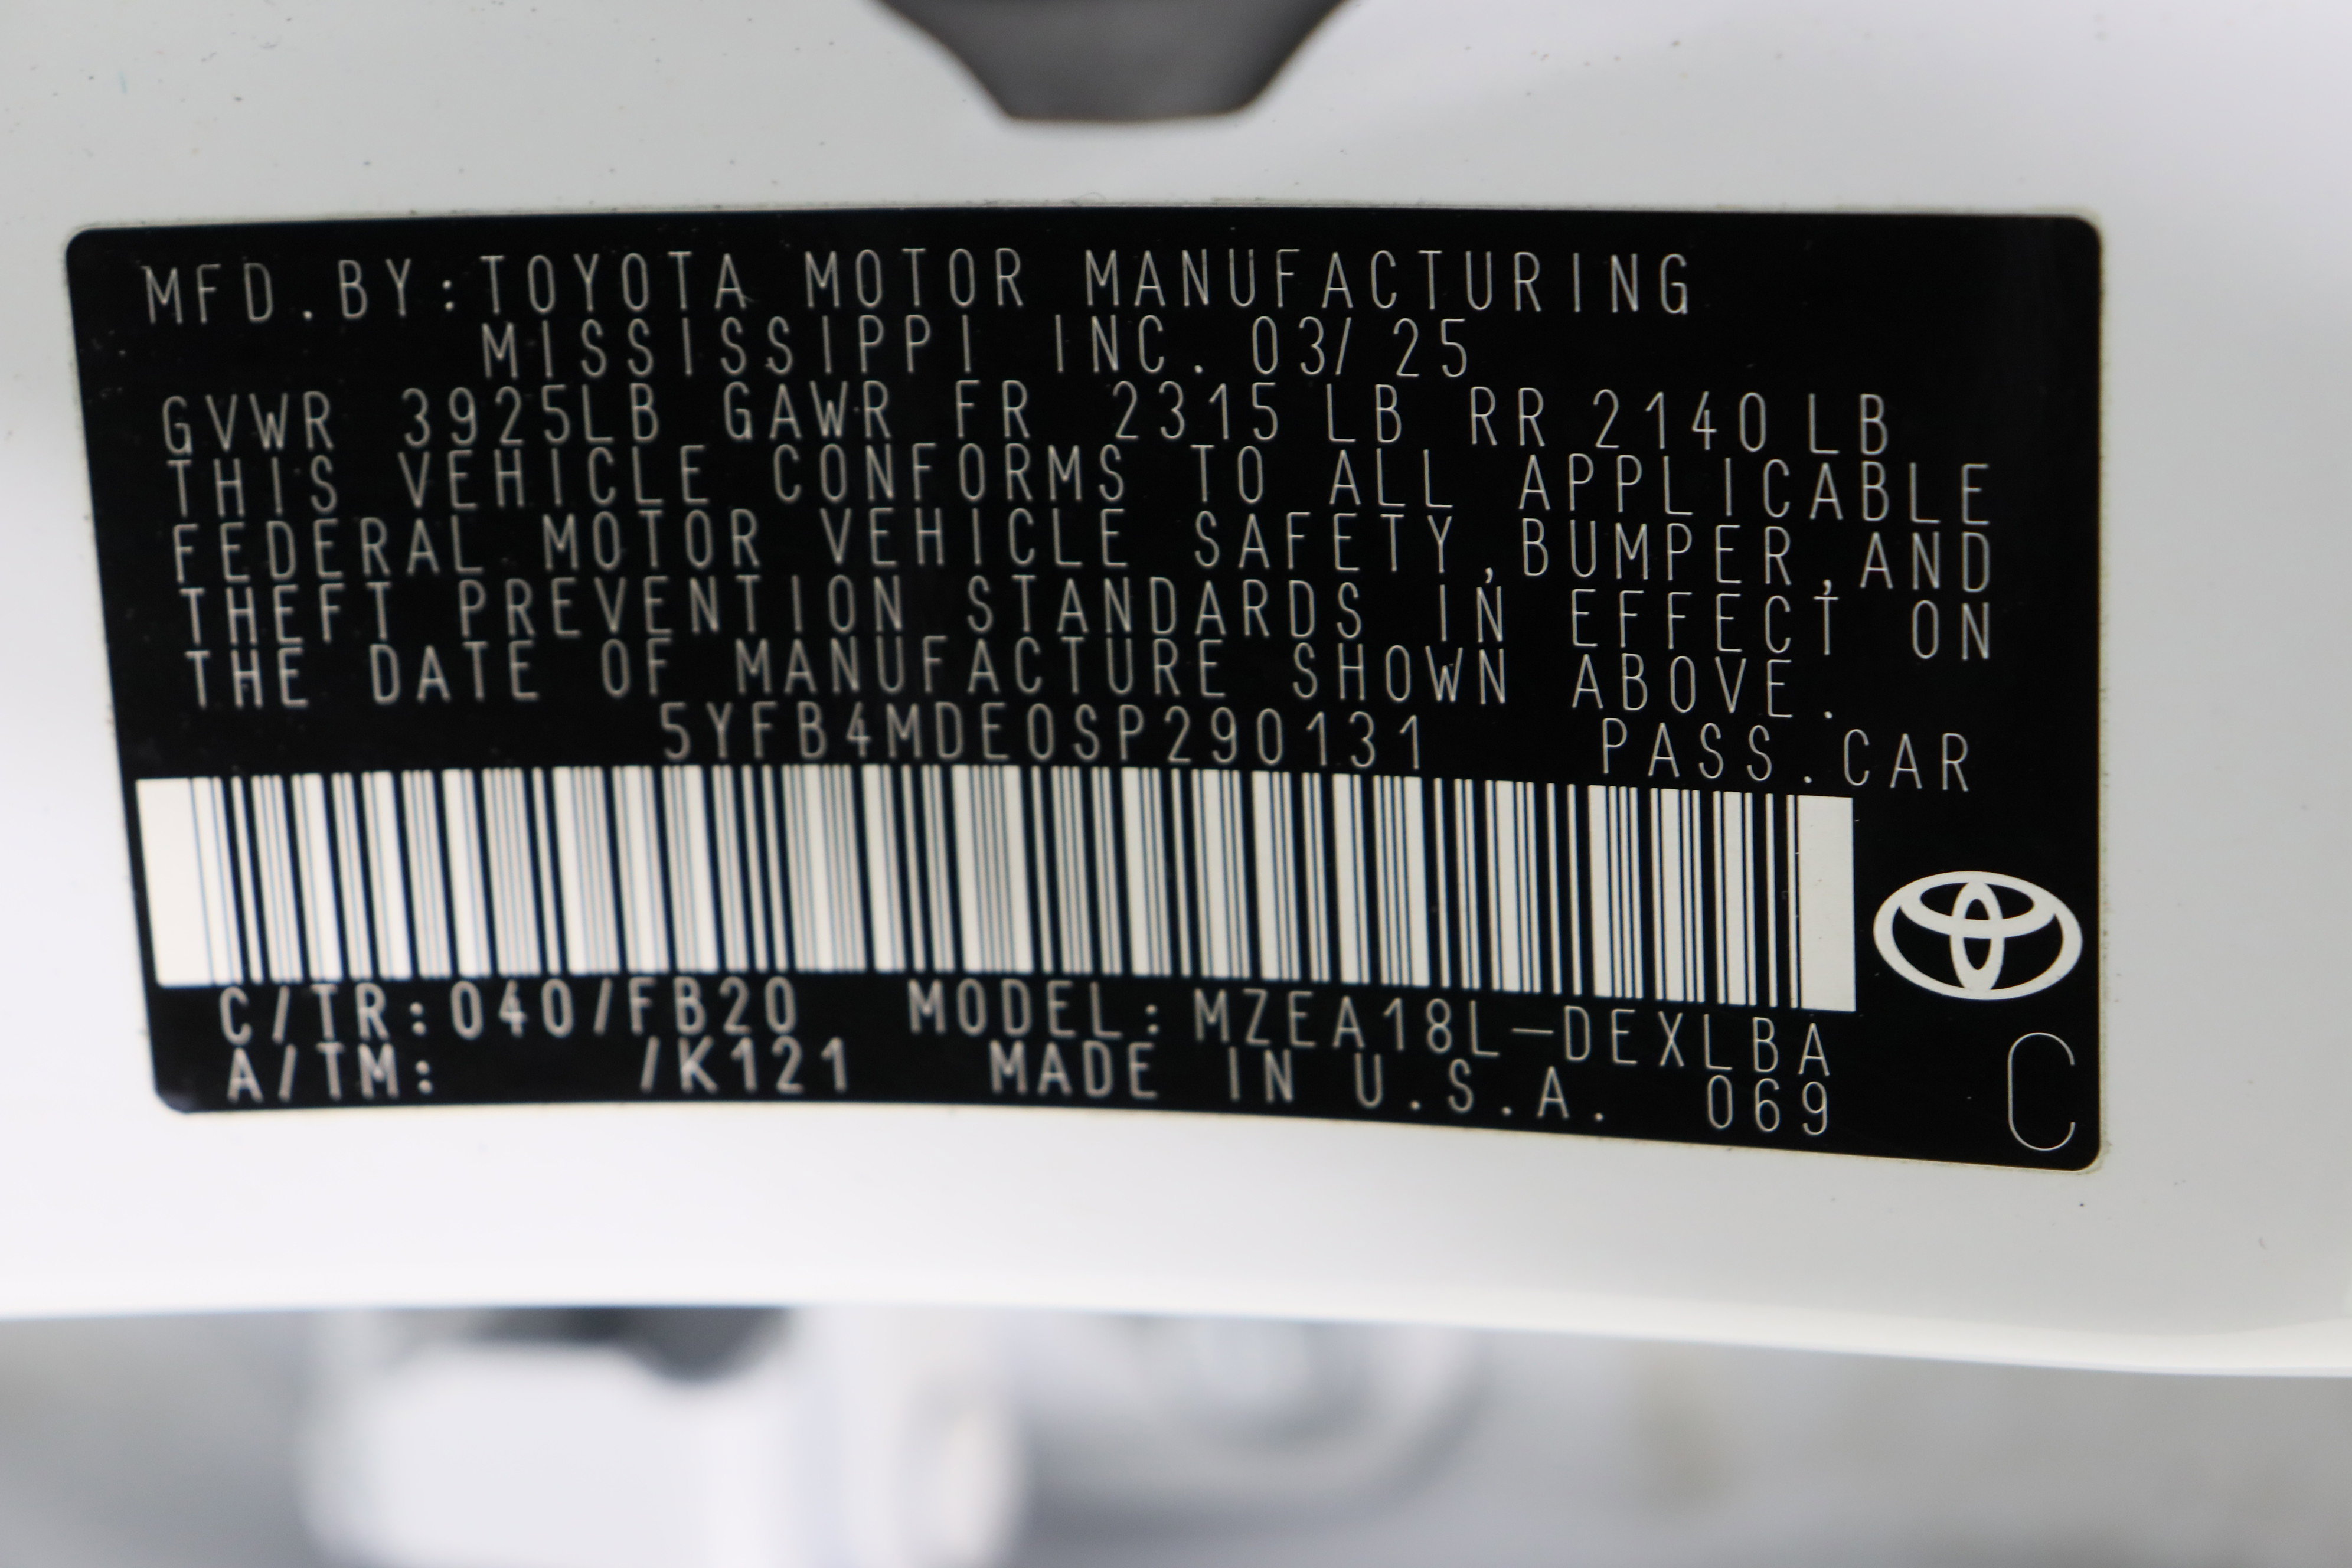 MFD.BY:TOYOTA MOTOR MANUFACTURING
MISSISSIPPI INC. 03/ 25
GVWR 3925LB GAWR FR 2315 LB RR 2140 LB
THIS VEHICLE CONFORMS TO ALL APPLICABLE
FEDERAL MOTOR VEHICLE SAFETY,BUMPER,AND
THEFT PREVENTION STANDARDS IN EFFECT ON
THE DATE OF MANUFACTURE SHOWN ABOVE.
5YFB4MDE0SP290131 PASS.CAR
C/TR:040/FB20 MODEL:MZEA18L-DEXLBA
A/TM: /K121 MADE IN U.S.A. 069 C